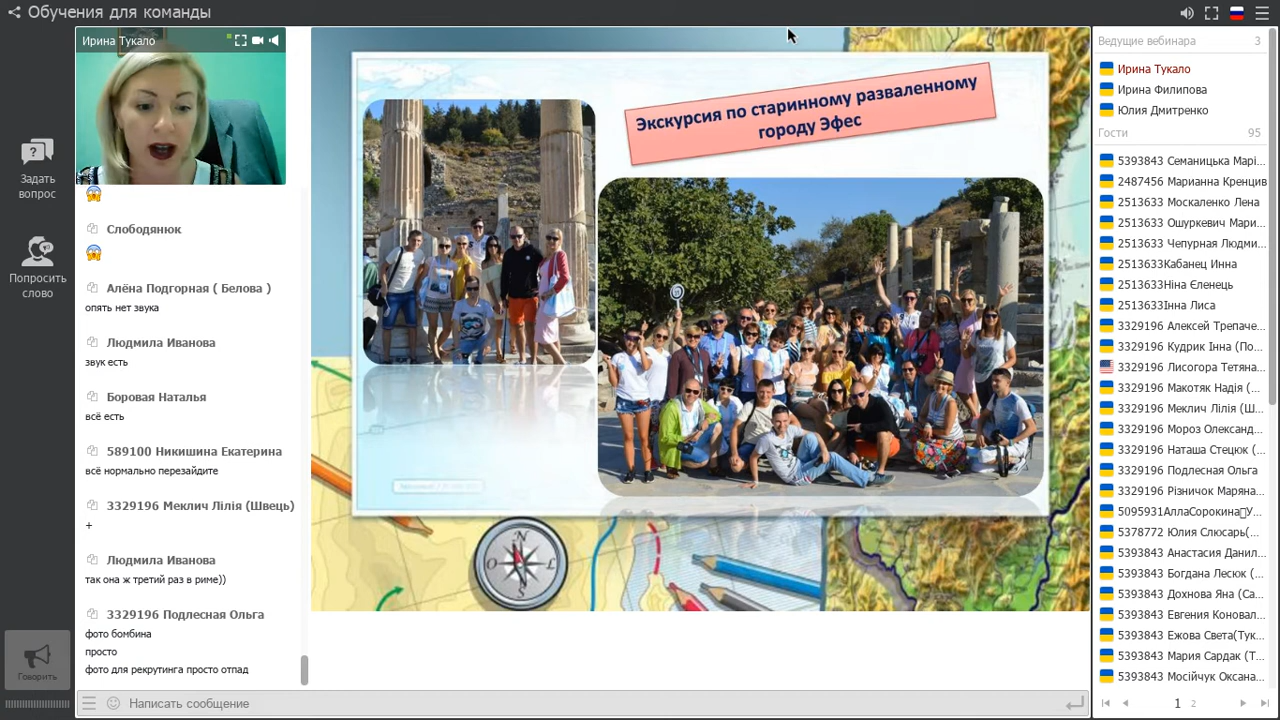 Обучения для команды
Ирина Тукало
Задать
вопрос
Попросить
слово
Говорить
Слободянюк
Алёна Подгорная ( Белова )
опять нет звука
Людмила Иванова
звук есть
Боровая Наталья
всё есть
589100 Никишина Екатерина
всё нормально перезайдите
3329196 Меклич Лілія (Швець)
+
Людмила Иванова
так она ж третий раз в риме))
3329196 Подлесная Ольга
фото бомбина
просто
фото для рекрутинга просто отпад
Написать сообщение
Экскурсия по старинному разваленному
городу Эфес
N
O
L
S
Ведущие вебинара 3
Ирина Тукало
Ирина Филипова
Юлия Дмитренко
Гости 95
5393843 Семаницька Марі...
2487456 Марианна Кренцив
2513633 Москаленко Лена
2513633 Ошуркевич Мари...
2513633 Чепурная Людми...
2513633Кабанец Инна
2513633Ніна Єленець
2513633Інна Лиса
3329196 Алексей Трепаче...
3329196 Кудрик Інна (По...
3329196 Лисогора Тетяна...
3329196 Макотяк Надія (...
3329196 Меклич Лілія (Ш...
3329196 Мороз Олександ...
3329196 Наташа Стецюк (...
3329196 Подлесная Ольга
3329196 Різничок Маряна...
5095931АллаСорокина У...
5378772 Юлия Слюсарь(...
5393843 Анастасия Данил...
5393843 Богдана Лесюк (...
5393843 Дохнова Яна (Са...
5393843 Евгения Коновал...
5393843 Ежова Света(Тук...
5393843 Мария Сардак (Т...
5393843 Мосійчук Оксана...
1 2